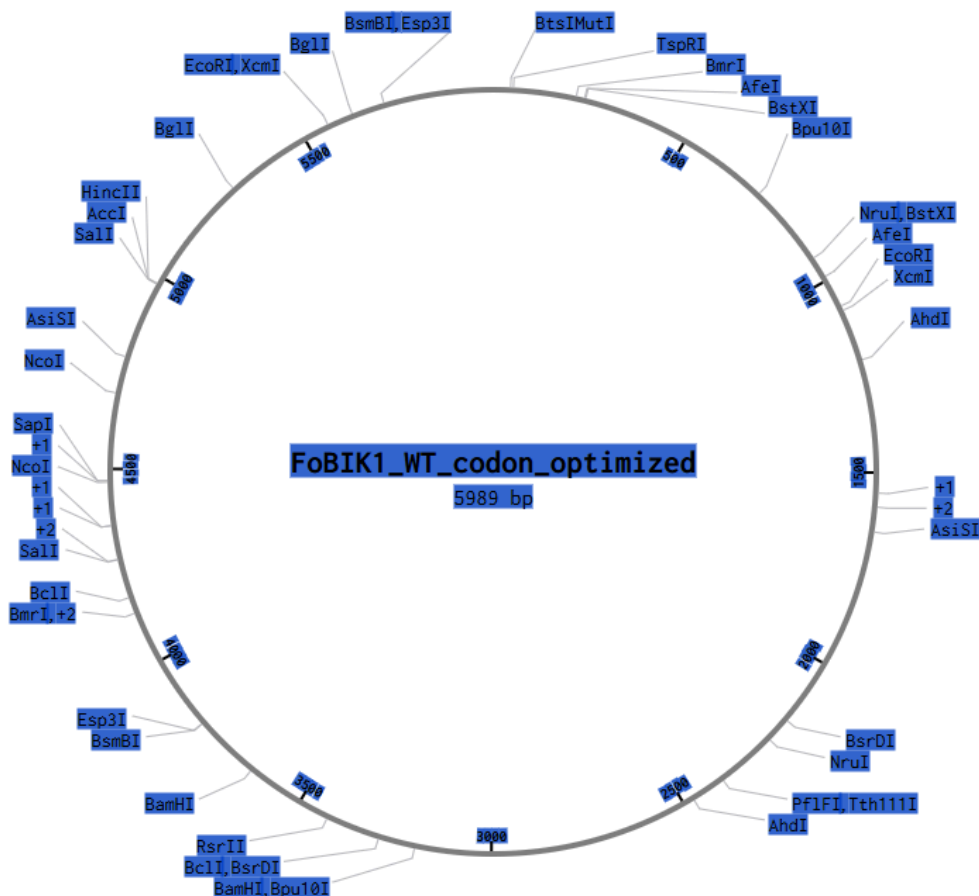 BsmBI,Esp3I
BtsIMutI
BglI
TspRI
EcoRI,XcmI
BmrI
AfeI
BstXI
BglI
Bpu10I
5500
500
HincII
AccI
SalI
NruI,BstXI
AfeI
EcoRI
XcmI
5000
1000
AsiSI
AhdI
NcoI
SapI
+1
NcoI
+1
+1
+2
SalI
4500
FoBIK1_WT_codon_optimized
5989 bp
1500
+1
+2
AsiSI
BclI
BmrI,+2
4000
2000
Esp3I
BsmBI
BsrDI
NruI
BamHI
3500
2500
PflFI,Tth111I
AhdI
3000
RsrII
BclI,BsrDI
BamHI,Bpu10I